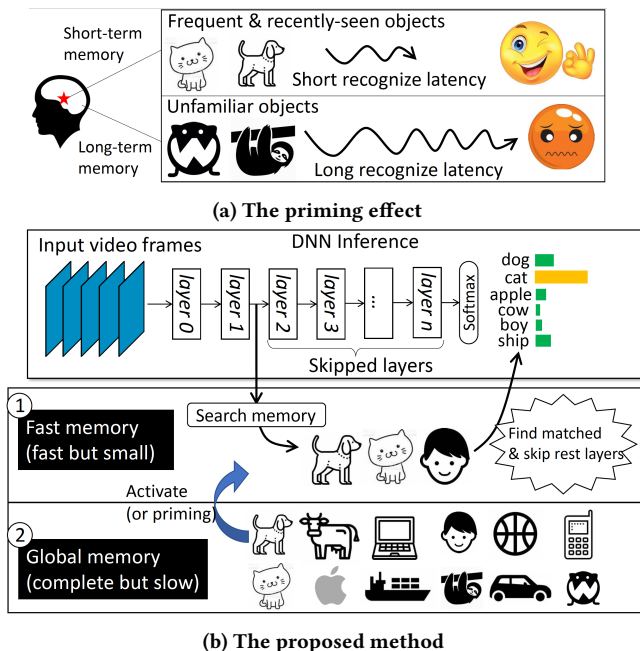 Frequent & recently-seen objects
Short-term
memory
Short recognize latency
Unfamiliar objects
Long-term
memory
Long recognize latency
(a) The priming effect
Input video frames
DNN Inference
layer 0
layer 1
layer 2
layer 3
...
layer n
Softmax
dog
cat
apple
cow
boy
ship
Skipped layers
1
Fast memory
(fast but small)
Search memory
Find matched
& skip rest layers
Activate
(or priming)
2
Global memory
(complete but slow)
(b) The proposed method